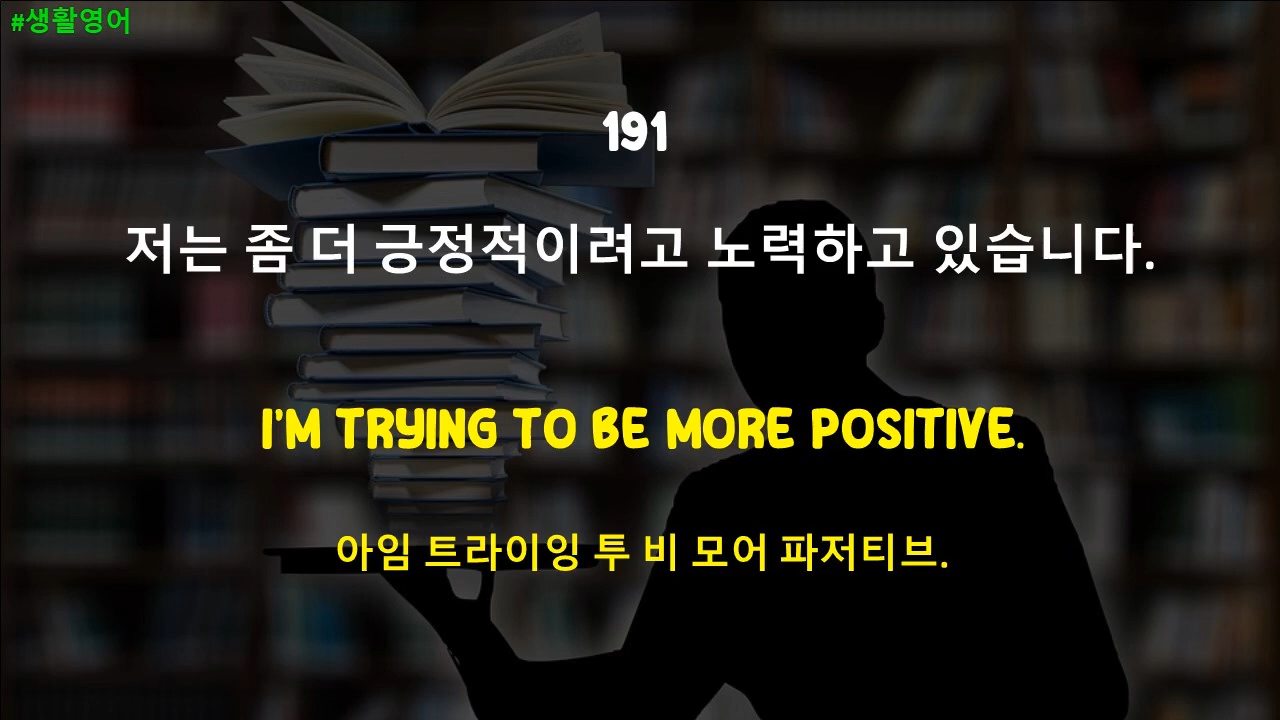 #생활영어
191
저는 좀 더 긍정적이려고 노력하고 있습니다.
I'M TRYING TO BE MORE POSITIVE.
아임 트라이잉 투 비 모어 파저티브.